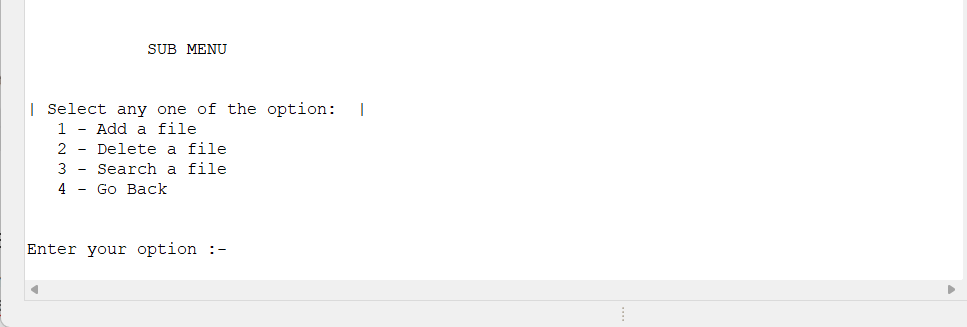 SUB MENU
| Select any one of the option:  |
1 - Add a file
2 - Delete a file
3 - Search a file
4 - Go Back
Enter your option :-